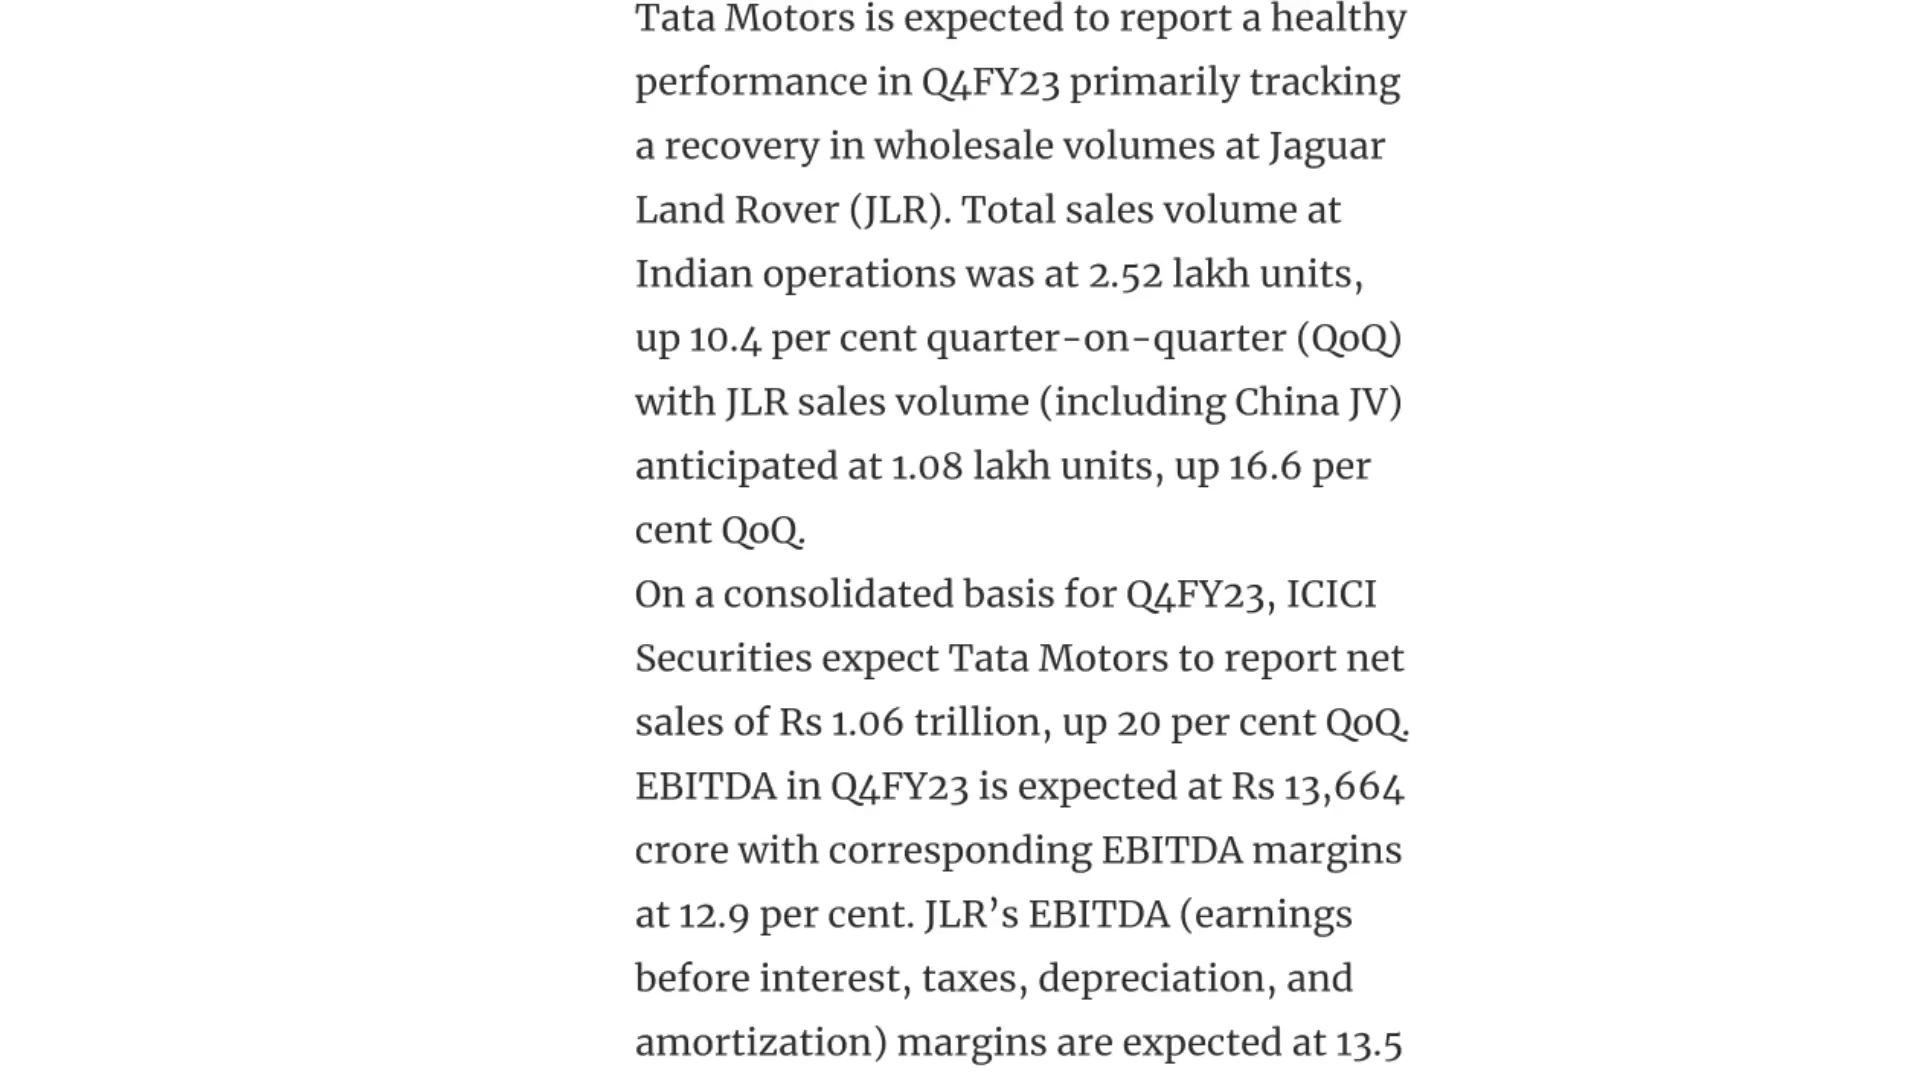 Tata Motors is expected to report a healthy
performance in Q4FY23 primarily tracking
a recovery in wholesale volumes at Jaguar
Land Rover (JLR). Total sales volume at
Indian operations was at 2.52 lakh units,
up 10.4 per cent quarter-on-quarter (QoQ)
with JLR sales volume (including China JV)
anticipated at 1.08 lakh units, up 16.6 per
cent QoQ.
On a consolidated basis for Q4FY23, ICICI
Securities expect Tata Motors to report net
sales of Rs 1.06 trillion, up 20 per cent QoQ.
EBITDA in Q4FY23 is expected at Rs 13,664
crore with corresponding EBITDA margins
at 12.9 per cent. JLR’s EBITDA (earnings
before interest, taxes, depreciation, and
amortization) margins are expected at 13.5